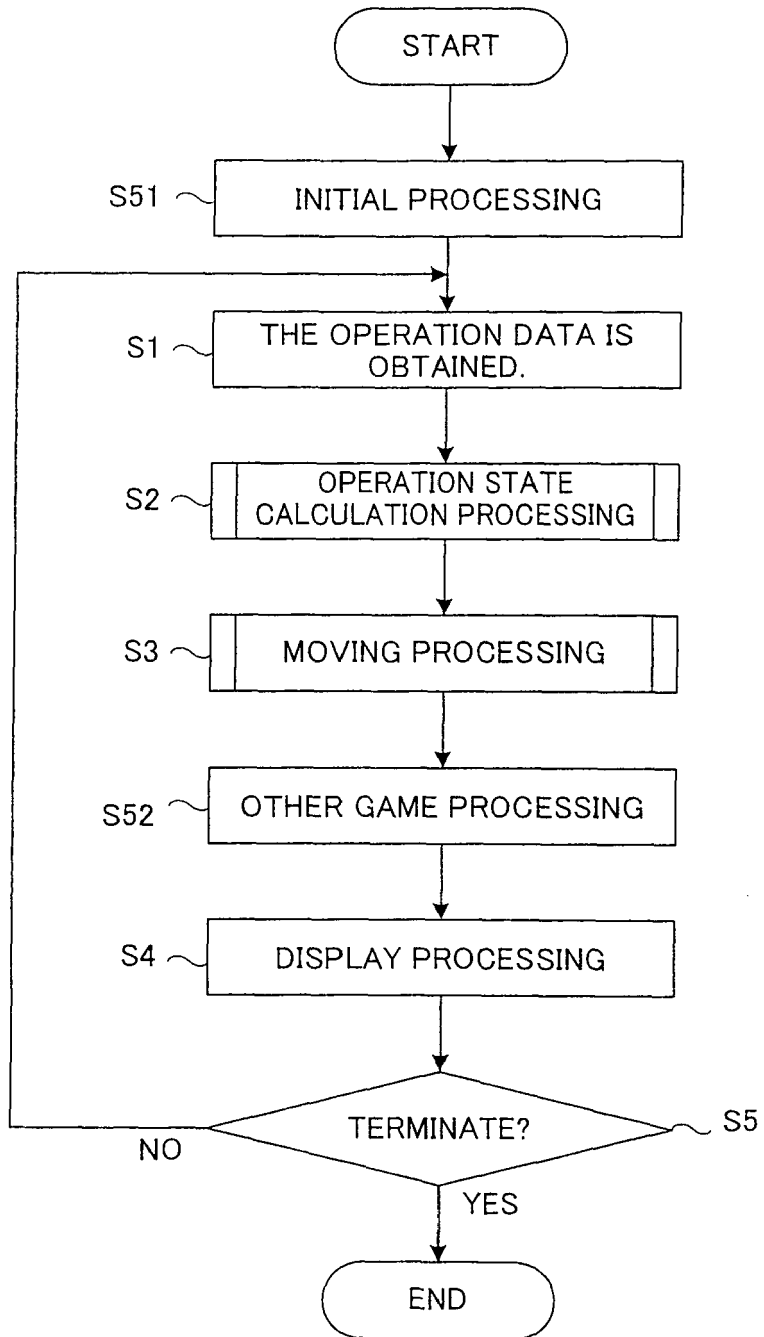 START
S51
INITIAL PROCESSING
S1
THE OPERATION DATA IS
OBTAINED.
S2
OPERATION STATE
CALCULATION PROCESSING
S3
MOVING PROCESSING
S52
OTHER GAME PROCESSING
S4
DISPLAY PROCESSING
TERMINATE?
S5
NO
YES
END